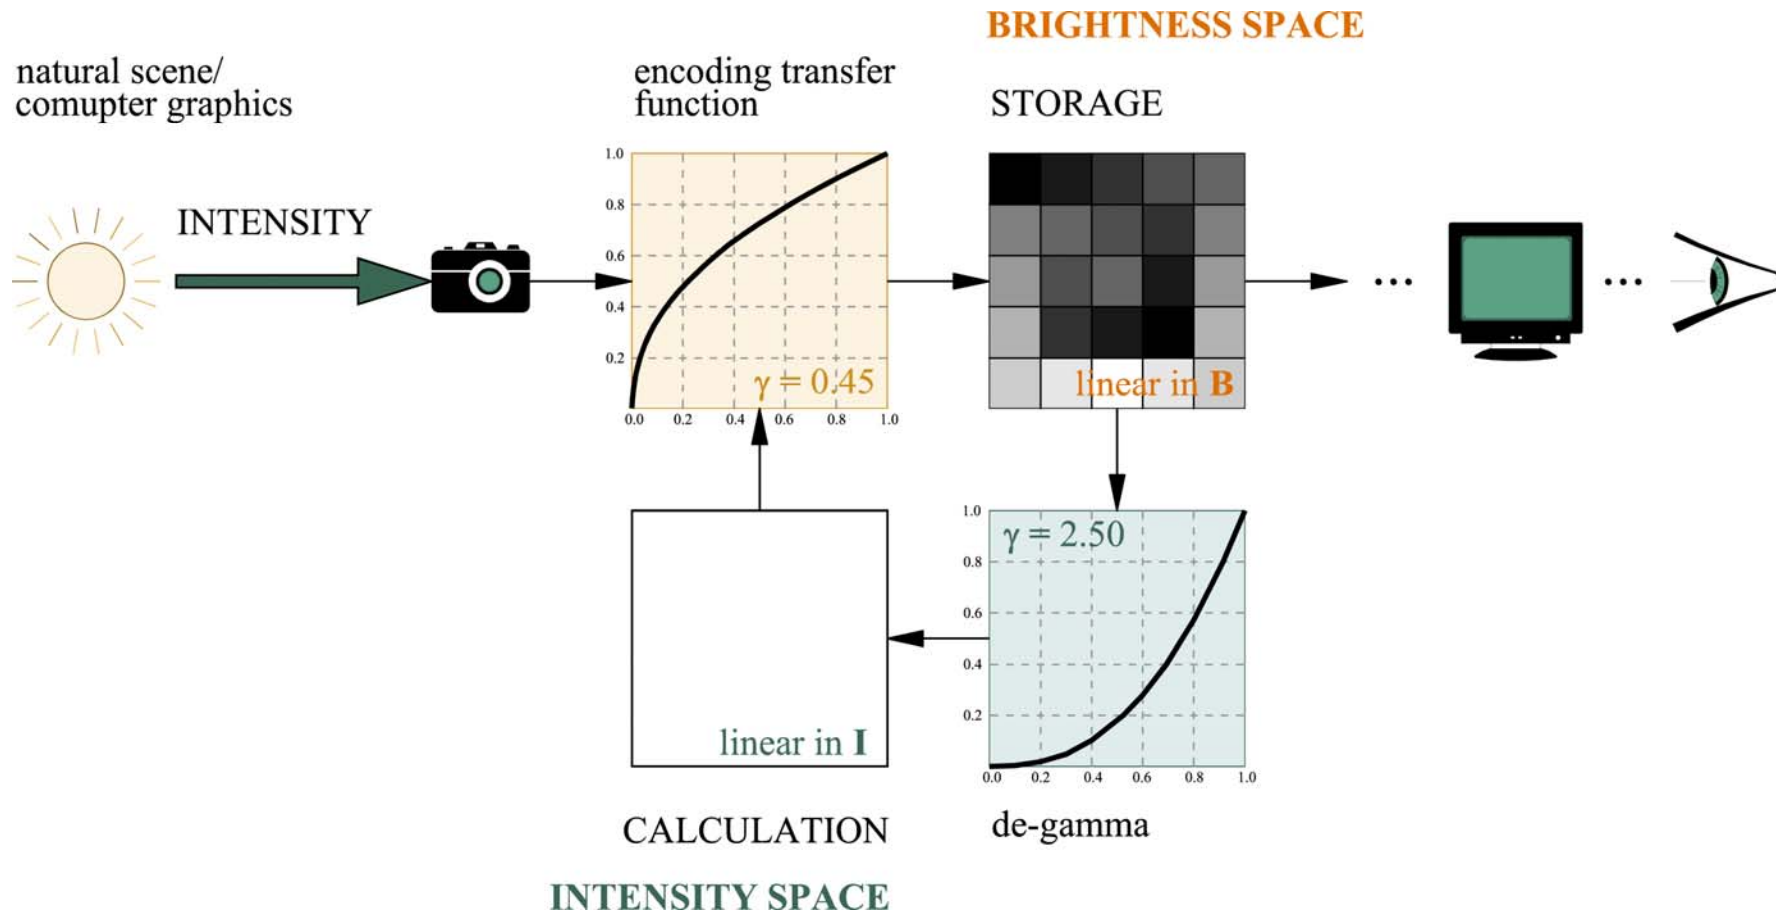 BRIGHTNESS SPACE
natural scene/
comupter graphics
encoding transfer
function
STORAGE
INTENSITY
1.0
0.8
0.6
0.4
0.2
γ = 0.45
0.0 0.2 0.4 0.6 0.8 1.0
linear in B
...
...
linear in I
γ = 2.50
1.0
0.8
0.6
0.4
0.2
0.0 0.2 0.4 0.6 0.8 1.0
CALCULATION
de-gamma
INTENSITY SPACE